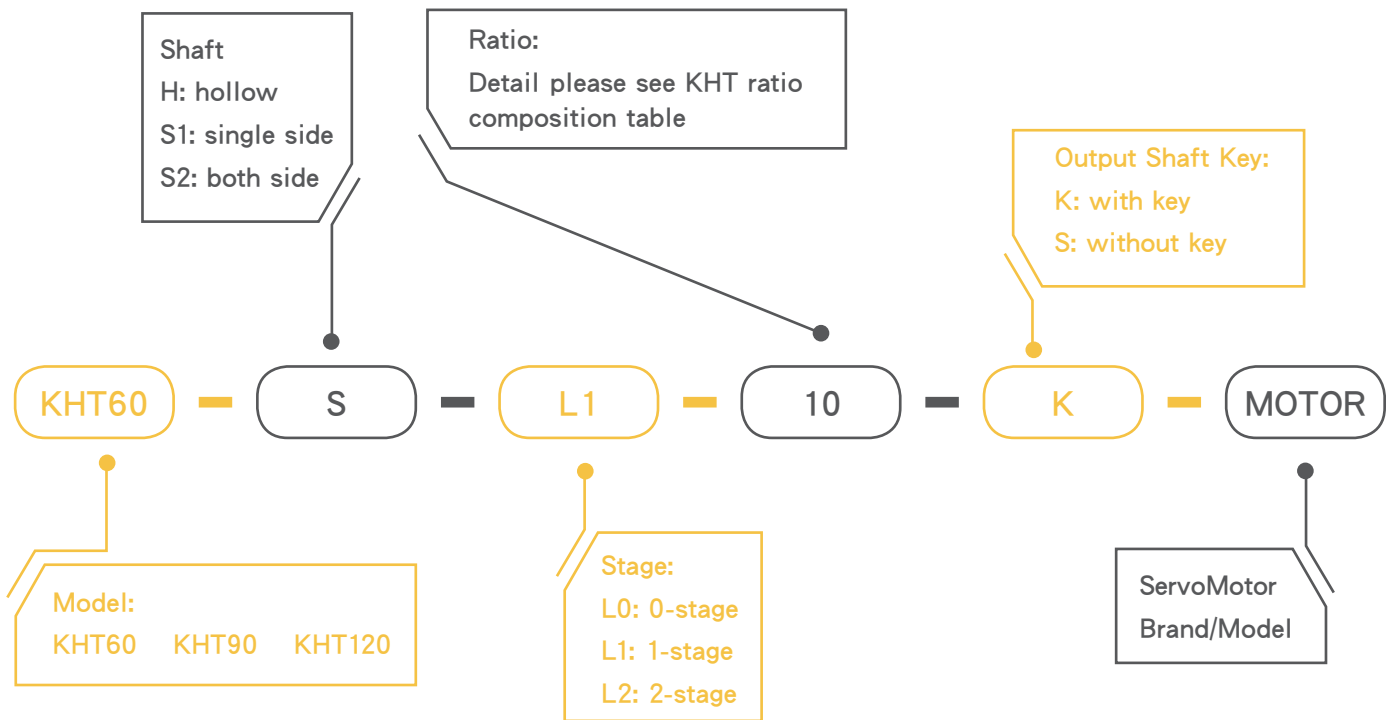 Shaft
H: hollow
S1: single side
S2: both side
Ratio:
Detail please see KHT ratio
composition table
Output Shaft Key:
K: with key
S: without key
KHT60 S L1 10 K MOTOR
Model:
KHT60 KHT90 KHT120
Stage:
L0: 0-stage
L1: 1-stage
L2: 2-stage
ServoMotor
Brand/Model